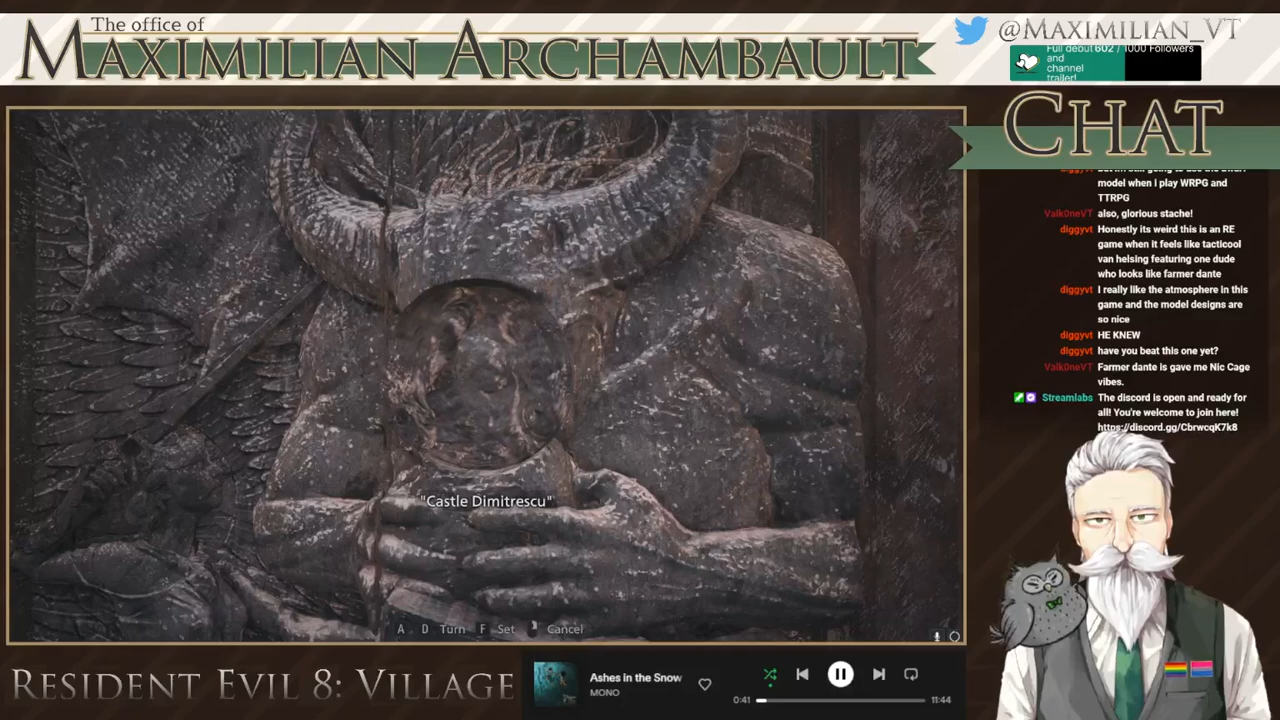 The office of
MAXIMILIAN ARCHAMBAULT
@MAXIMILIAN_VT
Full debut 602 / 1000 Followers
and
channel
trailer!
CHAT
model when I play WRPG and
TTRPG
Valk0neVT also, glorious stache!
diggyvt Honestly its weird this is an RE
game when it feels like tacticool
van helsing featuring one dude
who looks like farmer dante
diggyvt I really like the atmosphere in this
game and the model designs are
so nice
diggyvt HE KNEW
diggyvt have you beat this one yet?
Valk0neVT Farmer dante is gave me Nic Cage
vibes.
Streamlabs The discord is open and ready for
all! You're welcome to join here!
https://discord.gg/CbrwcqK7k8
"Castle Dimitrescu"
A D Turn F Set Cancel
RESIDENT EVIL 8: VILLAGE
Ashes in the Snow
MONO
0:41 11:44